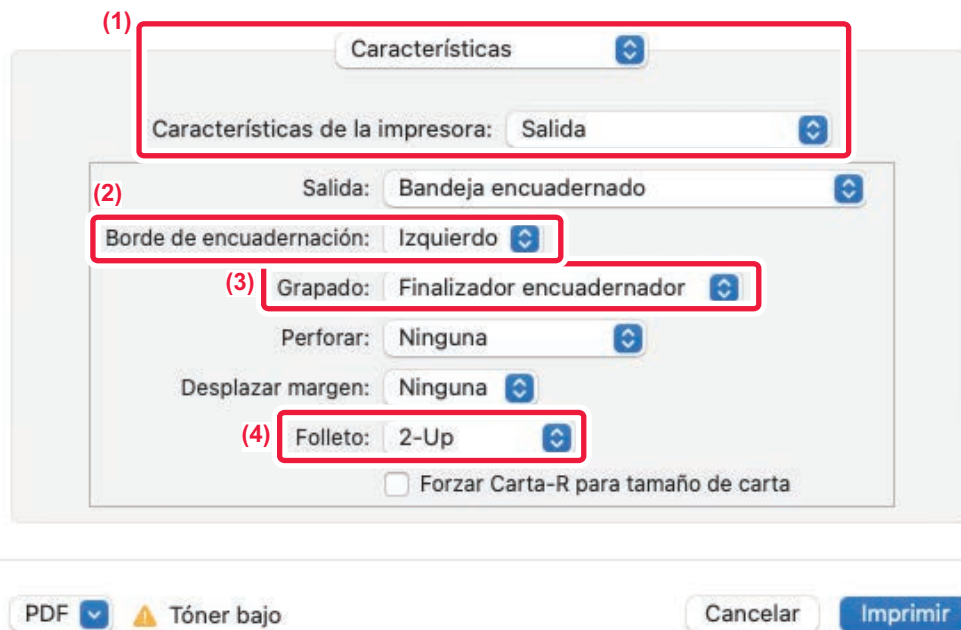 (1)
Características
Características de la impresora: Salida
(2)
Salida: Bandeja encuadernado
Borde de encuadernación: Izquierdo
(3) Grapado: Finalizador encuadernador
Perforar: Ninguna
Desplazar margen: Ninguna
(4) Folleto: 2-Up
Forzar Carta-R para tamaño de carta
PDF Tóner bajo Cancelar Imprimir